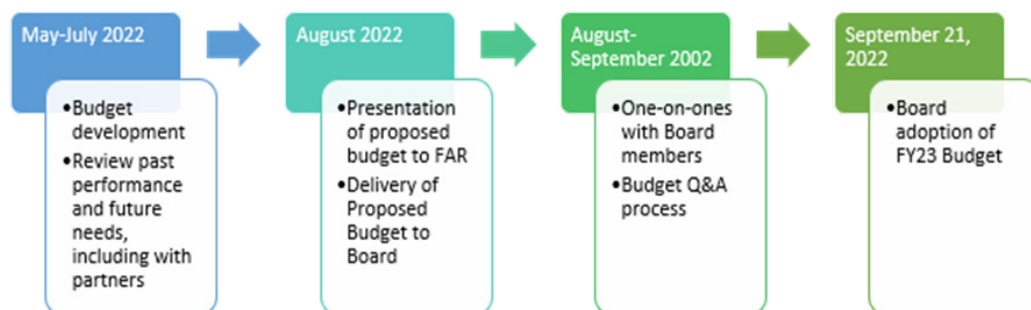 May-July 2022
•Budget
development
•Review past
performance
and future
needs,
including with
partners
August 2022
•Presentation
of proposed
budget to FAR
•Delivery of
Proposed
Budget to
Board
August-
September 2002
•One-on-ones
with Board
members
•Budget Q&A
process
September 21,
2022
•Board
adoption of
FY23 Budget